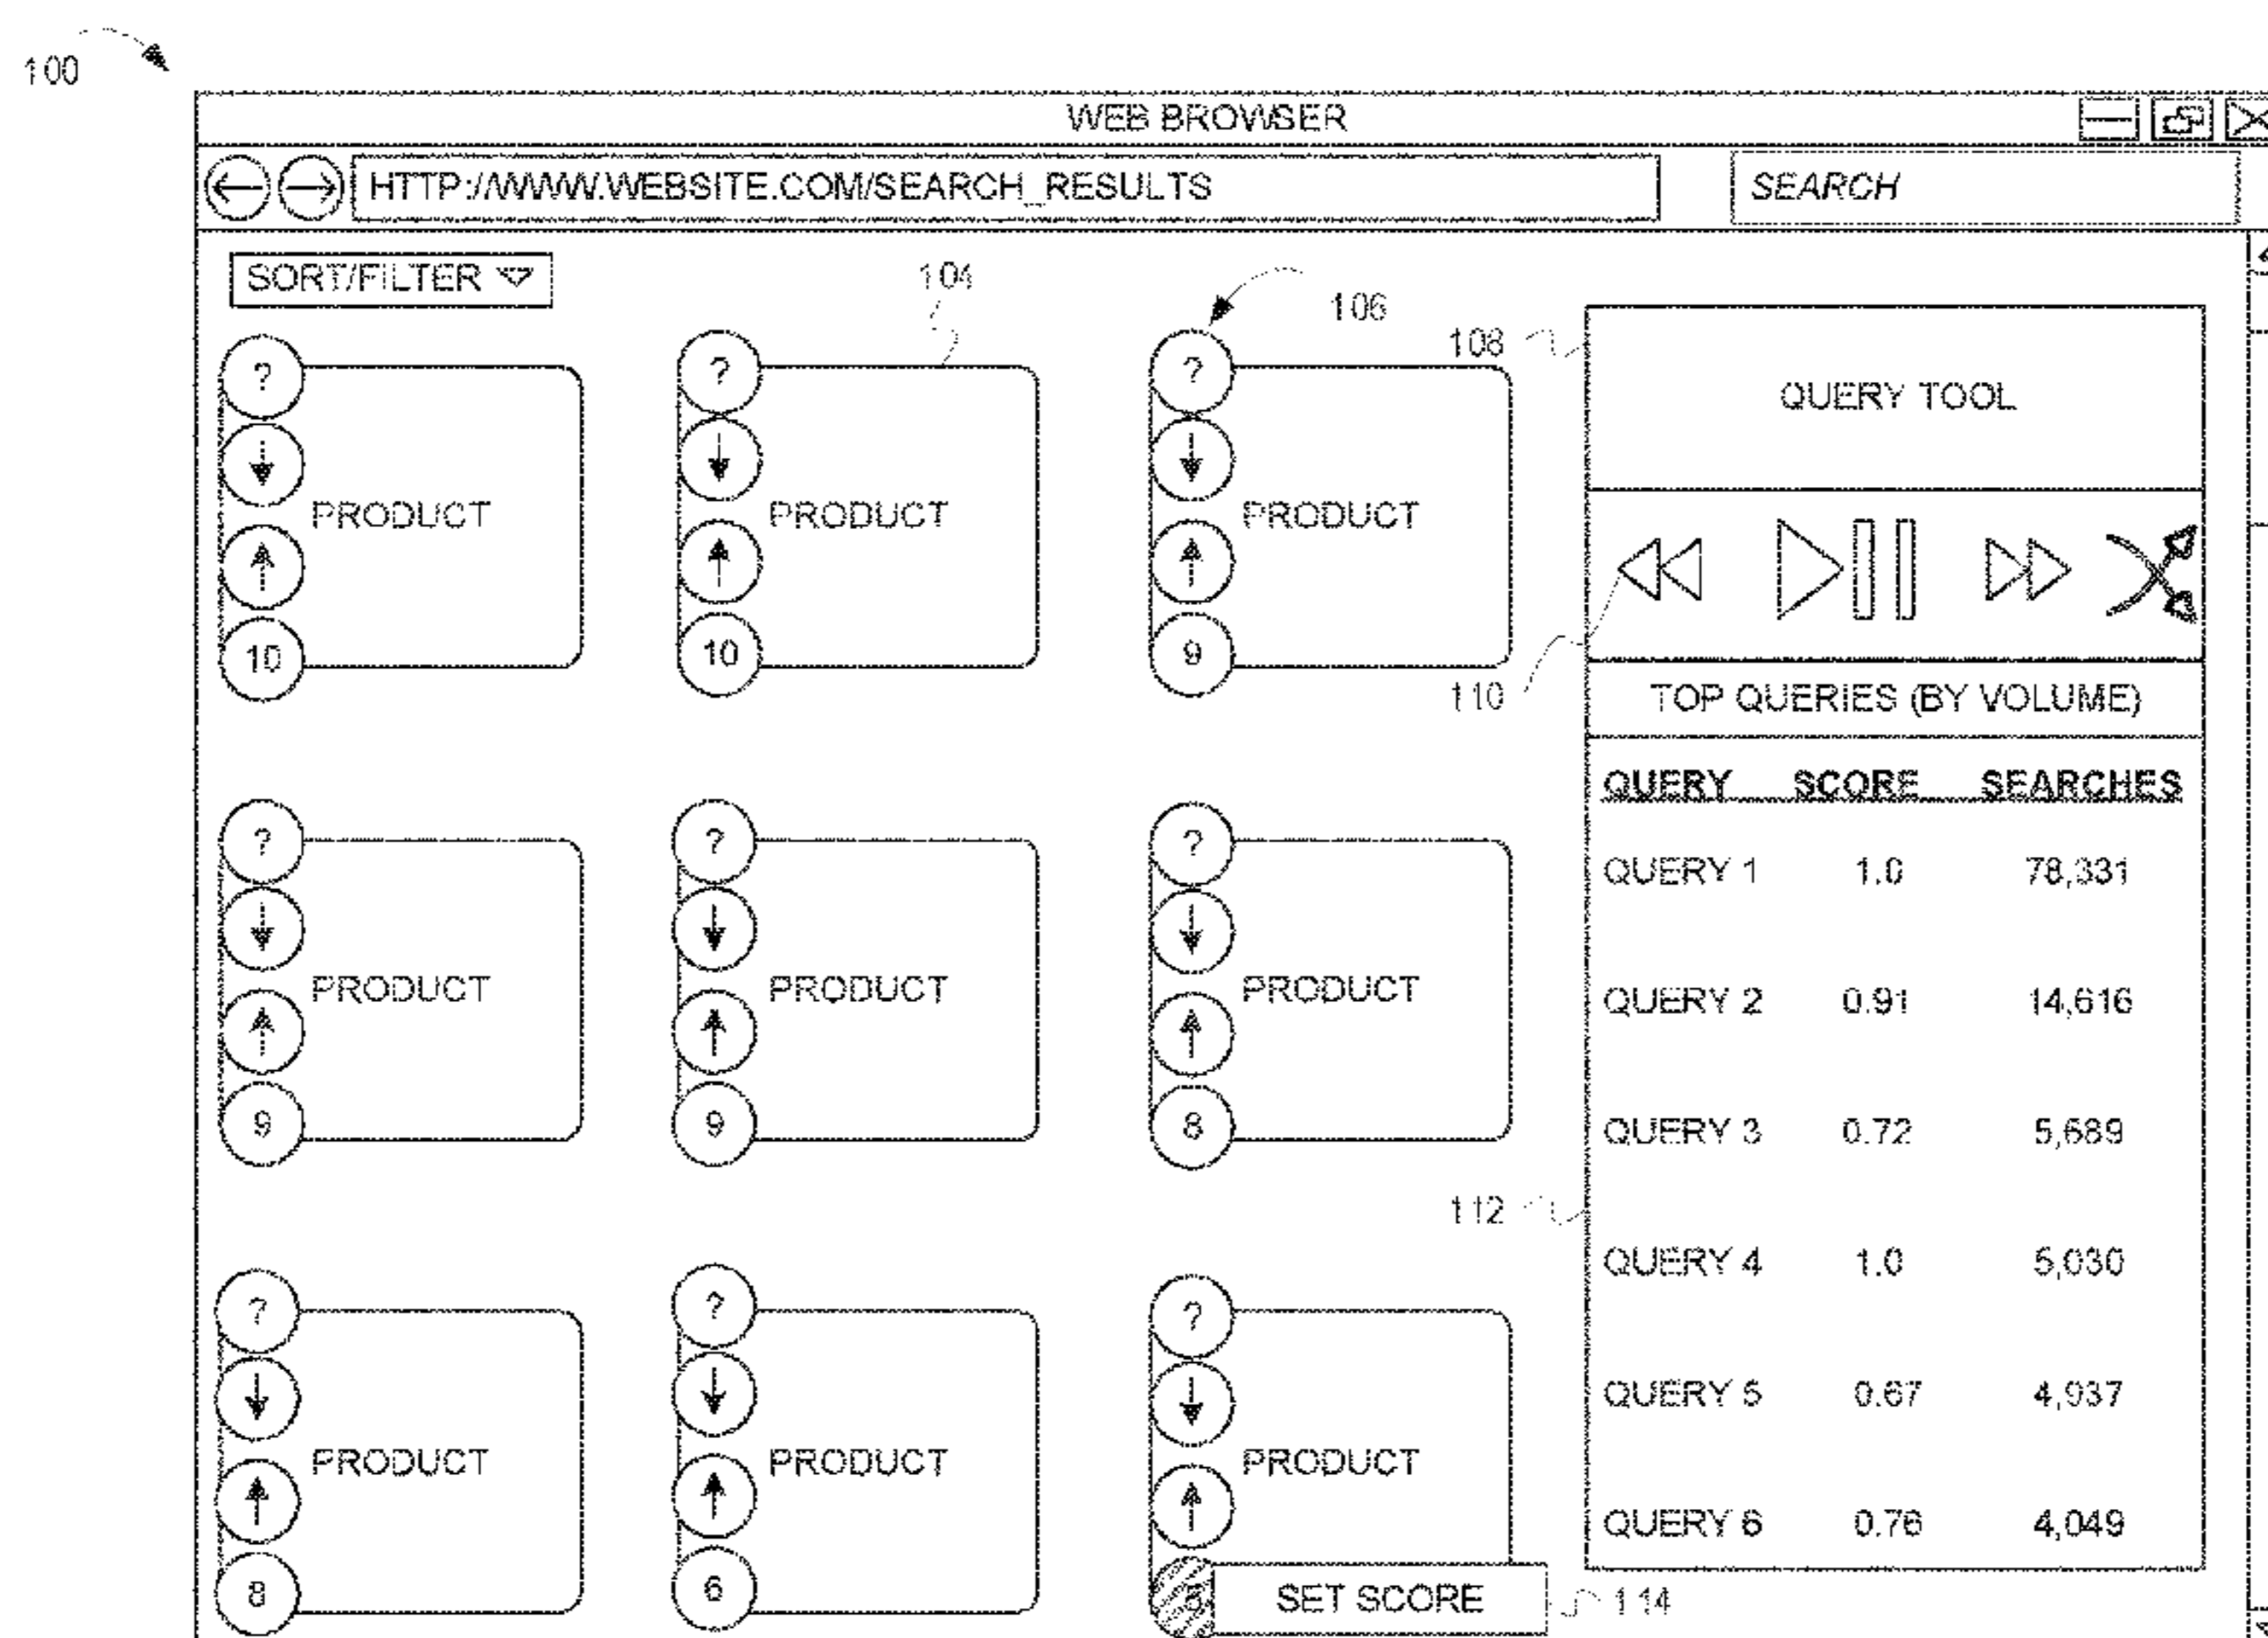 100
WEB BROWSER
HTTP://WWW.WEBSITE.COM/SEARCH_RESULTS
SEARCH
SORT/FILTER
104
106
108
? ? ?
QUERY TOOL
PRODUCT PRODUCT PRODUCT
10 10 9
110
TOP QUERIES (BY VOLUME)
QUERY SCORE SEARCHES
? ? ?
QUERY 1 1.0 78,331
PRODUCT PRODUCT PRODUCT
QUERY 2 0.91 14,616
9 9 8
QUERY 3 0.72 5,689
112
QUERY 4 1.0 5,030
? ? ?
QUERY 5 0.67 4,937
PRODUCT PRODUCT PRODUCT
QUERY 6 0.76 4,049
8 6
SET SCORE
114